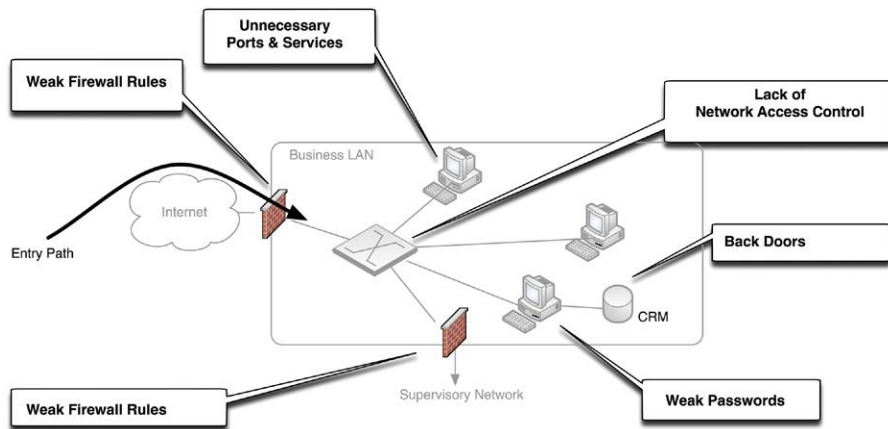 Unnecessary
Ports & Services
Weak Firewall Rules
Lack of
Network Access Control
Business LAN
Internet
Entry Path
Back Doors
CRM
Supervisory Network
Weak Firewall Rules
Weak Passwords